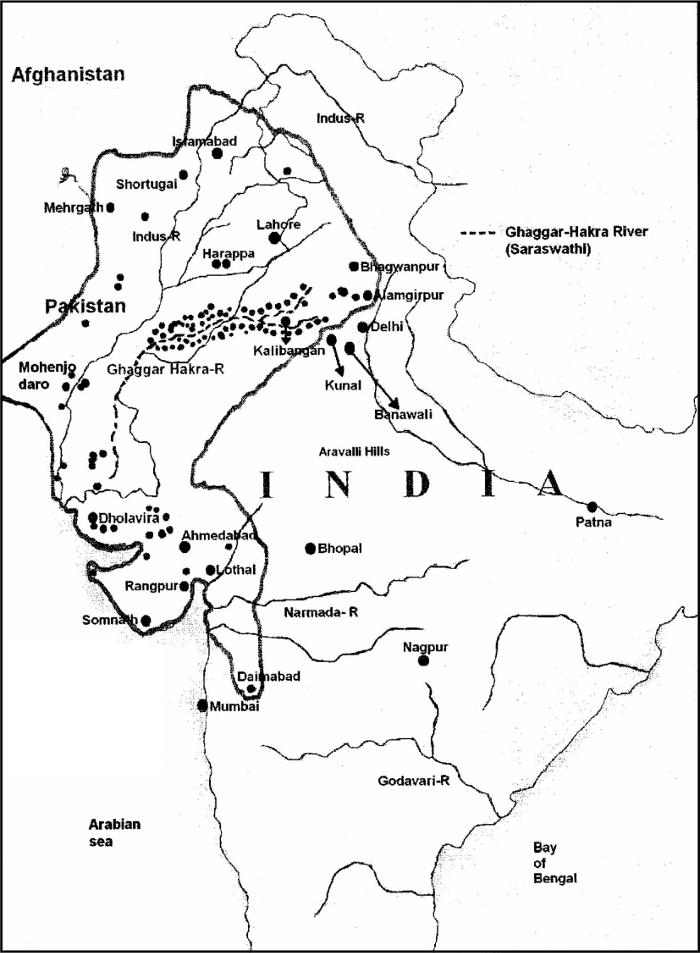 Afghanistan
Indus-R
Islamabad
Shortugai
Mehrgath
Indus-R
Lahore
Ghaggar-Hakra River
(Saraswathi)
Harappa
Bhagwanpur
Pakistan
Alamgirpur
Delhi
Kalibangan
Mohenjo
daro
Ghaggar Hakra-R
Kunal
Banawali
Aravalli Hills
INDIA
Dholavira
Patna
Ahmedabad
Bhopal
Lothal
Rangpur
Narmada- R
Somnath
Nagpur
Daimabad
Mumbai
Godavari-R
Arabian
sea
Bay
of
Bengal